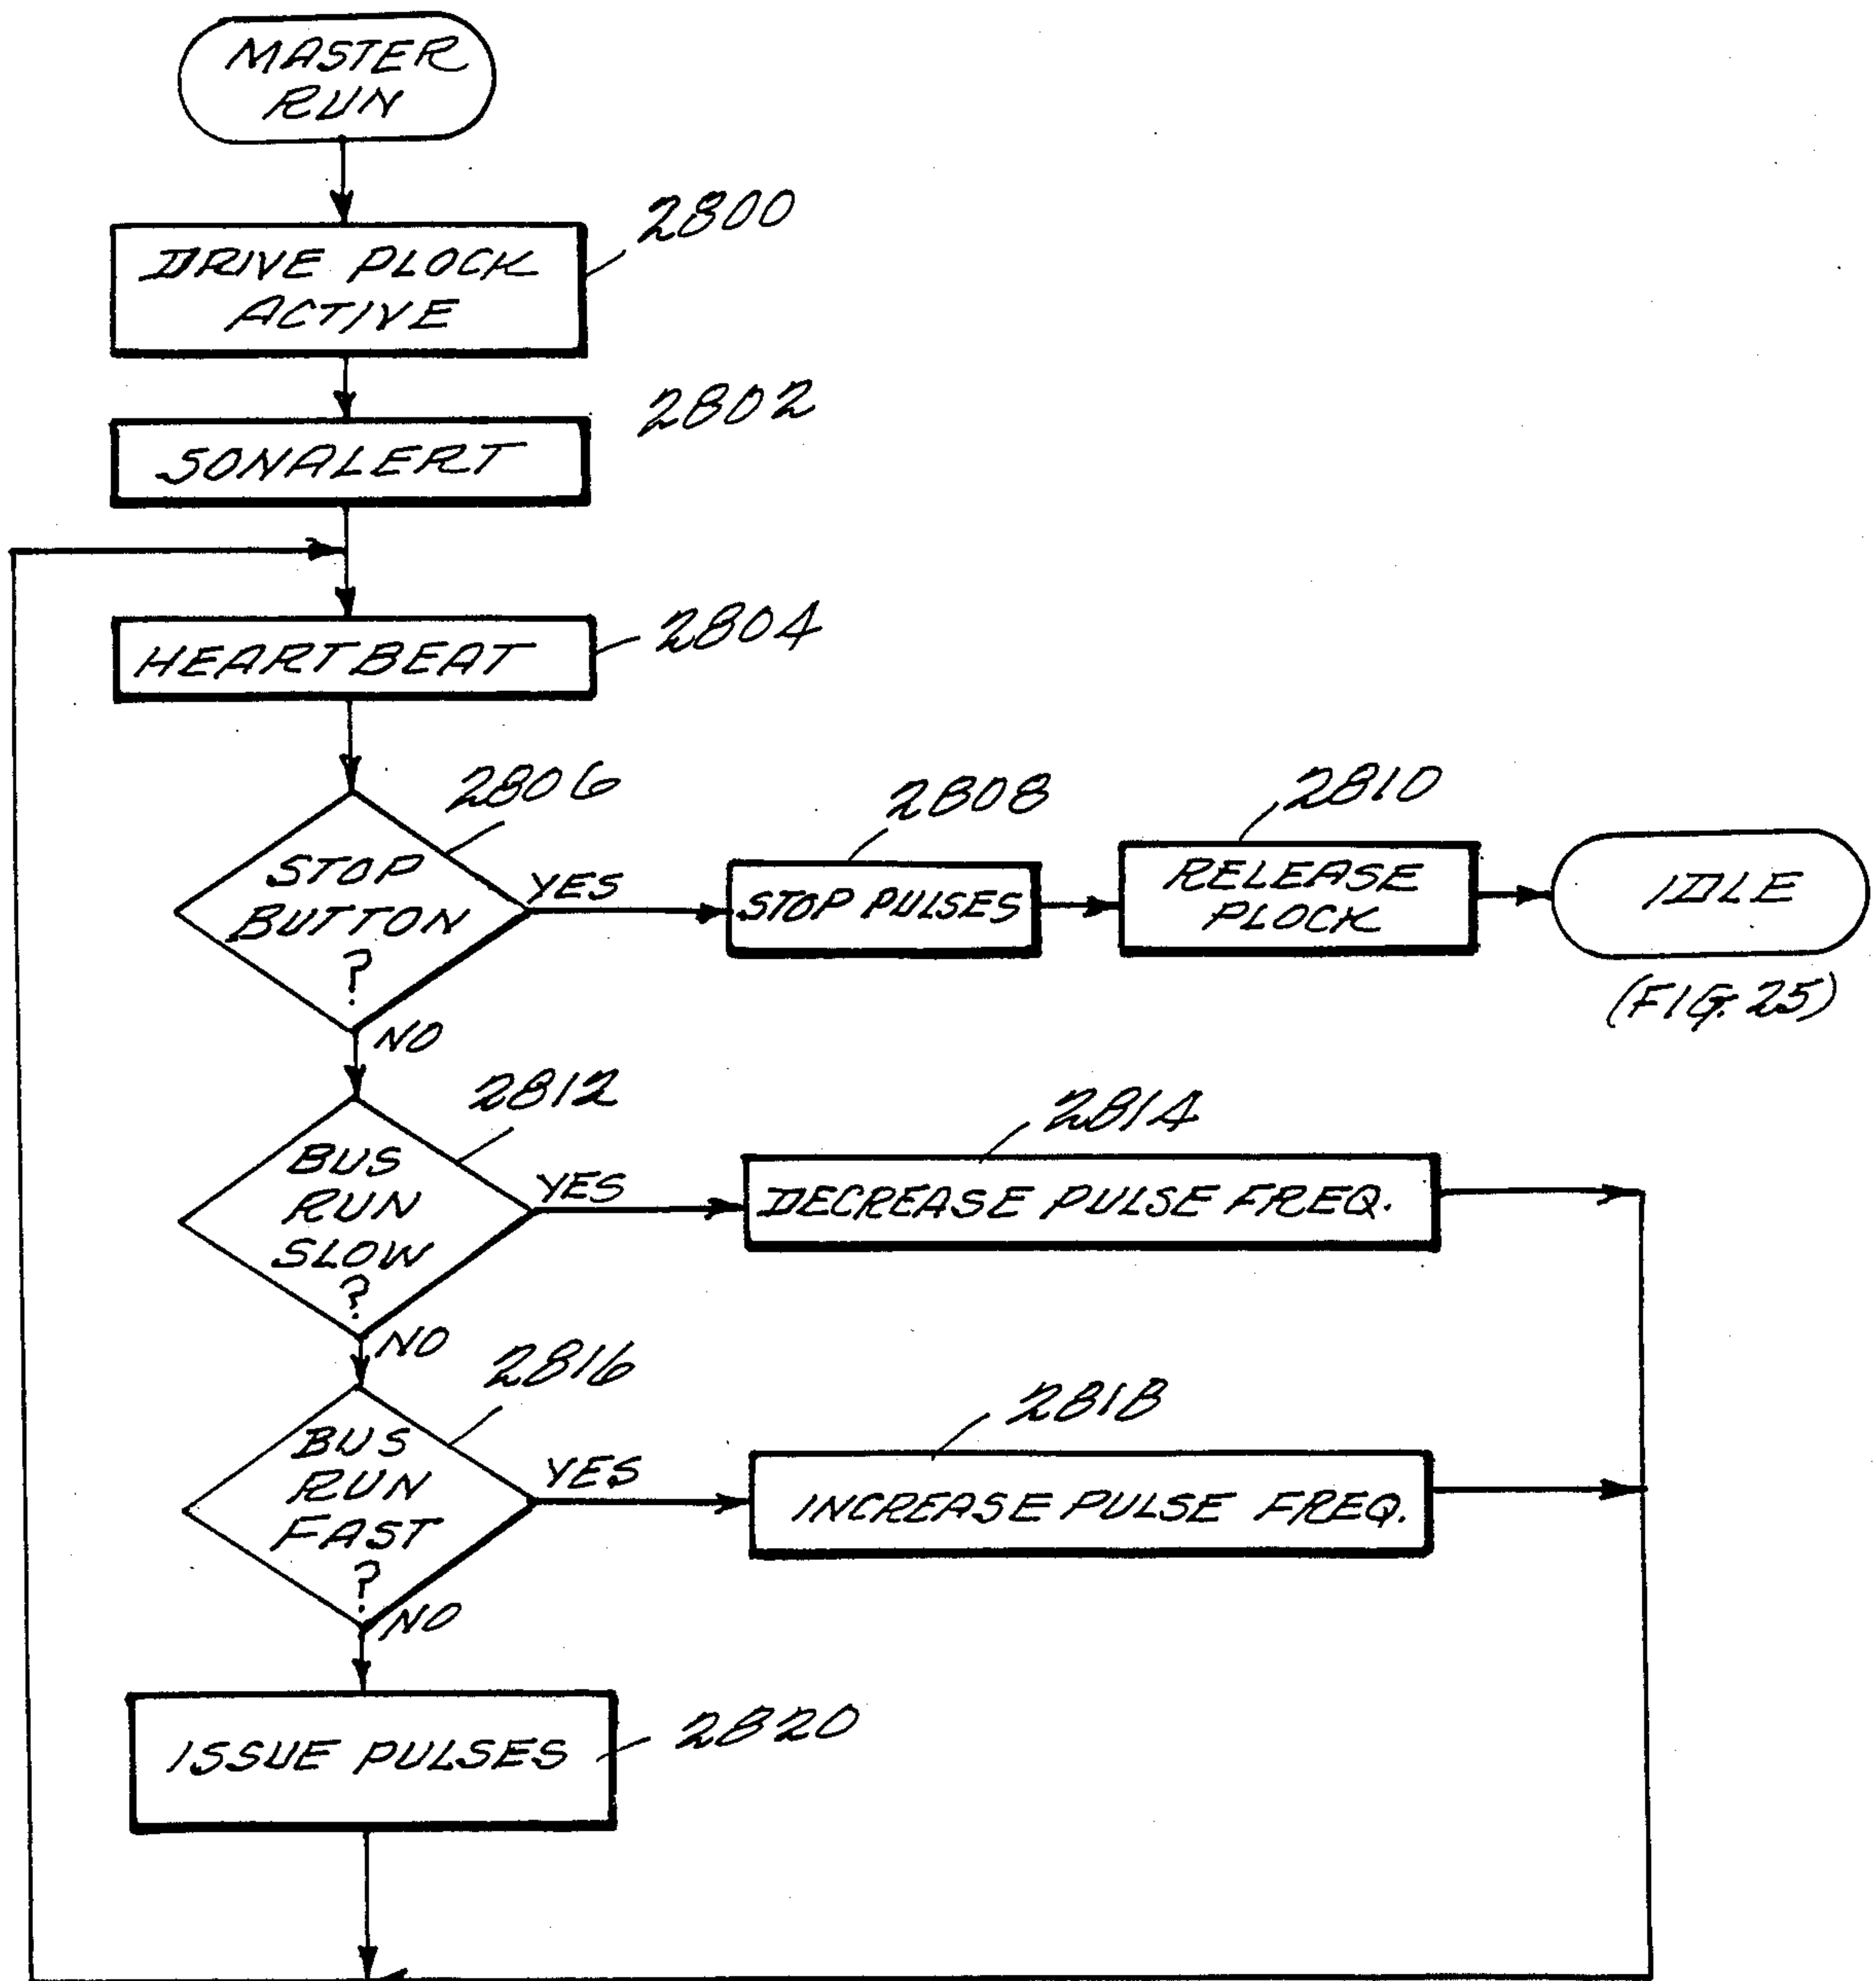 MASTER
RUN
2800
DRIVE PLOCK
ACTIVE
2802
SONALERT
2804
HEARTBEAT
2806
STOP
BUTTON
?
YES
2808
STOP PULSES
2810
RELEASE
PLOCK
IDLE
(FIG. 25)
NO
2812
BUS
RUN
SLOW
?
YES
2814
DECREASE PULSE FREQ.
NO
2816
BUS
RUN
FAST
?
YES
2818
INCREASE PULSE FREQ.
NO
2820
ISSUE PULSES